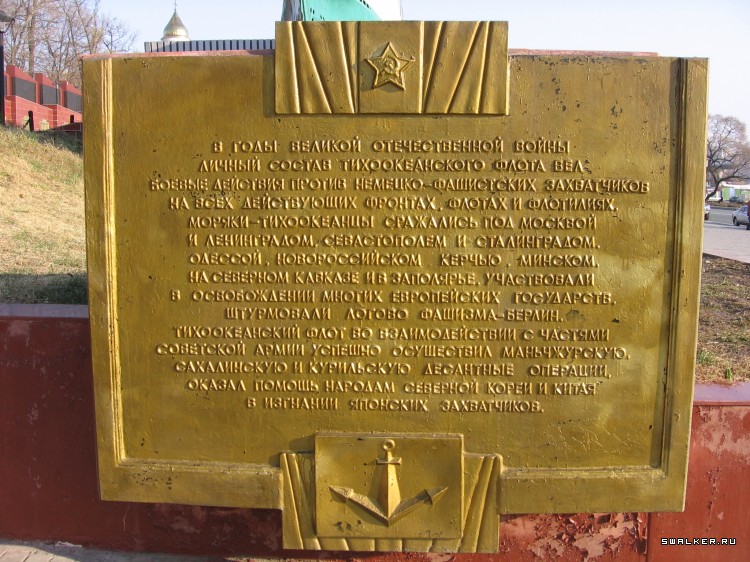 В ГОДЫ ВЕЛИКОЙ ОТЕЧЕСТВЕННОЙ ВОЙНЫ
ЛИЧНЫЙ СОСТАВ ТИХООКЕАНСКОГО ФЛОТА ВЕЛ
БОЕВЫЕ ДЕЙСТВИЯ ПРОТИВ НЕМЕЦКО-ФАШИСТСКИХ ЗАХВАТЧИКОВ
НА ВСЕХ ДЕЙСТВУЮЩИХ ФРОНТАХ, ФЛОТАХ И ФЛОТИЛИЯХ,
МОРЯКИ-ТИХООКЕАНЦЫ СРАЖАЛИСЬ ПОД МОСКВОЙ
И ЛЕНИНГРАДОМ, СЕВАСТОПОЛЕМ И СТАЛИНГРАДОМ,
ОДЕССОЙ, НОВОРОССИЙСКОМ, КЕРЧЬЮ, МИНСКОМ,
НА СЕВЕРНОМ КАВКАЗЕ И В ЗАПОЛЯРЬЕ, УЧАСТВОВАЛИ
В ОСВОБОЖДЕНИИ МНОГИХ ЕВРОПЕЙСКИХ ГОСУДАРСТВ,
ШТУРМОВАЛИ ЛОГОВО ФАШИЗМА-БЕРЛИН.
ТИХООКЕАНСКИЙ ФЛОТ ВО ВЗАИМОДЕЙСТВИИ С ЧАСТЯМИ
СОВЕТСКОЙ АРМИИ УСПЕШНО ОСУЩЕСТВИЛ МАНЬЧЖУРСКУЮ,
САХАЛИНСКУЮ И КУРИЛЬСКУЮ ДЕСАНТНЫЕ ОПЕРАЦИИ,
ОКАЗАЛ ПОМОЩЬ НАРОДАМ СЕВЕРНОЙ КОРЕИ И КИТАЯ
В ИЗГНАНИИ ЯПОНСКИХ ЗАХВАТЧИКОВ.
SWALKER.RU